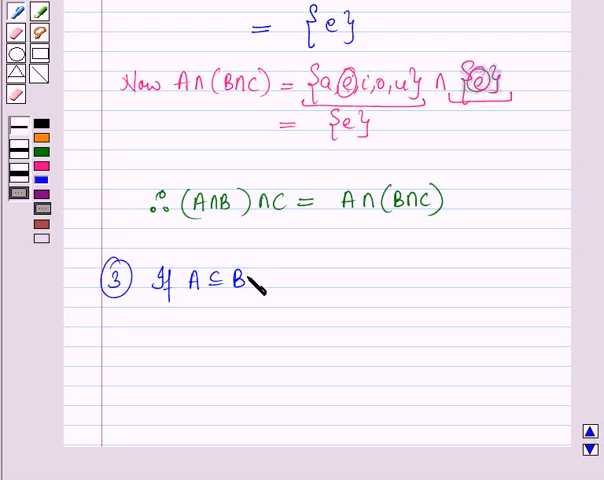 = {e}
Now A∩(B∩C) = {a,e,i,o,u} ∩ {e}
= {e}
∴ (A∩B)∩C = A∩(B∩C)
③ If A ⊆ B